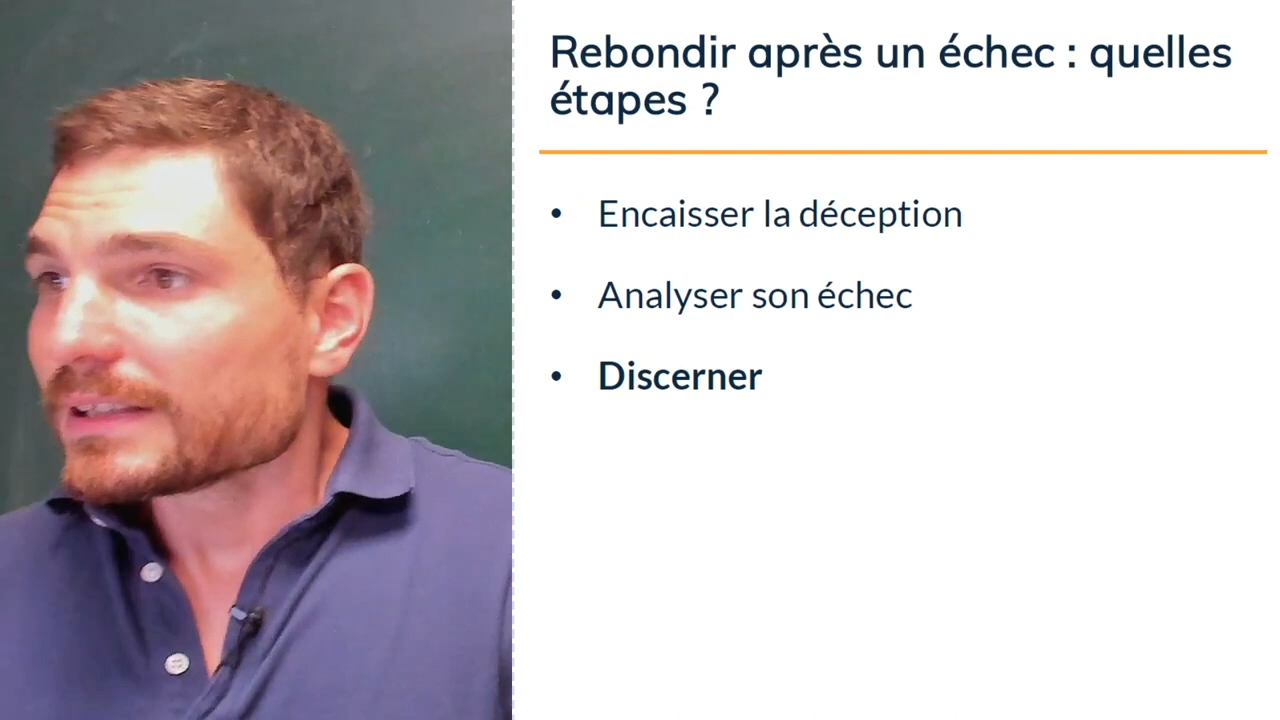 Rebondir après un échec : quelles
étapes ?
• Encaisser la déception
• Analyser son échec
• Discerner